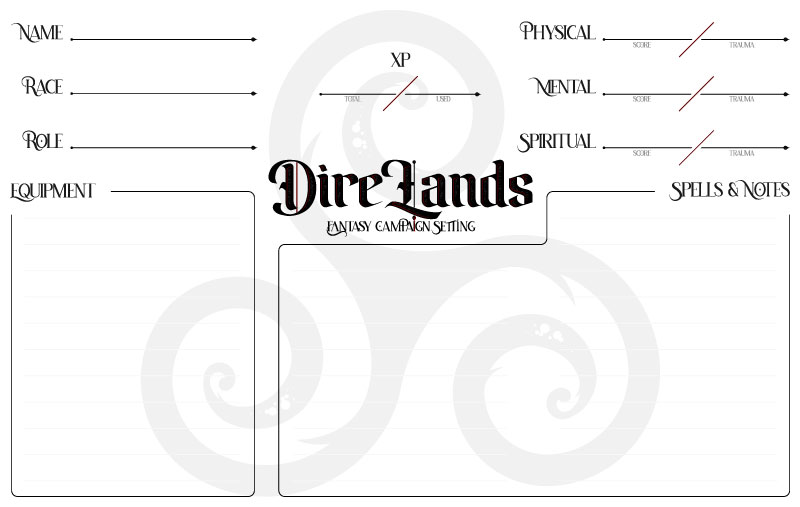 NAME
RACE
ROLE
XP
TOTAL USED
PHYSICAL
SCORE TRAUMA
MENTAL
SCORE TRAUMA
SPIRITUAL
SCORE TRAUMA
DireLands
FANTASY CAMPAIGN SETTING
EQUIPMENT
SPELLS & NOTES